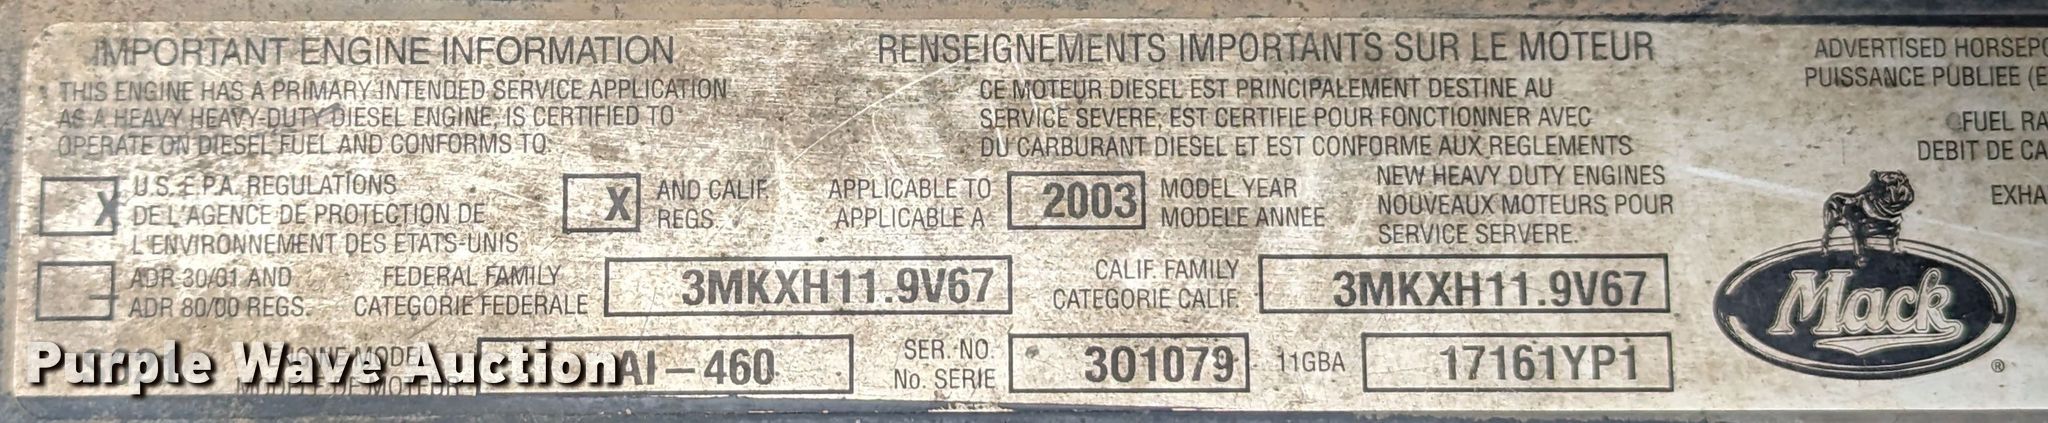 IMPORTANT ENGINE INFORMATION
THIS ENGINE HAS A PRIMARY INTENDED SERVICE APPLICATION
AS A HEAVY HEAVY-DUTY DIESEL ENGINE, IS CERTIFIED TO
OPERATE ON DIESEL FUEL AND CONFORMS TO:
X U.S. E.P.A. REGULATIONS
DE L'AGENCE DE PROTECTION DE
L'ENVIRONNEMENT DES ETATS-UNIS
X AND CALIF.
REGS.
ADR 30/01 AND
ADR 80/00 REGS.
RENSEIGNEMENTS IMPORTANTS SUR LE MOTEUR
CE MOTEUR DIESEL EST PRINCIPALEMENT DESTINE AU
SERVICE SEVERE, EST CERTIFIE POUR FONCTIONNER AVEC
DU CARBURANT DIESEL ET EST CONFORME AUX REGLEMENTS
APPLICABLE TO
APPLICABLE A
2003
MODEL YEAR
MODELE ANNEE
NEW HEAVY DUTY ENGINES
NOUVEAUX MOTEURS POUR
SERVICE SERVERE.
FEDERAL FAMILY
CATEGORIE FEDERALE
3MKXH11.9V67
CALIF. FAMILY
CATEGORIE CALIF.
3MKXH11.9V67
ENGINE MODEL
MODELE DE MOTEUR
AI-460
SER. NO.
No. SERIE
301079
11GBA
17161YP1
ADVERTISED HORSEPO
PUISSANCE PUBLIEE (E
FUEL RA
DEBIT DE CA
EXHA
Mack
®
Purple Wave Auction